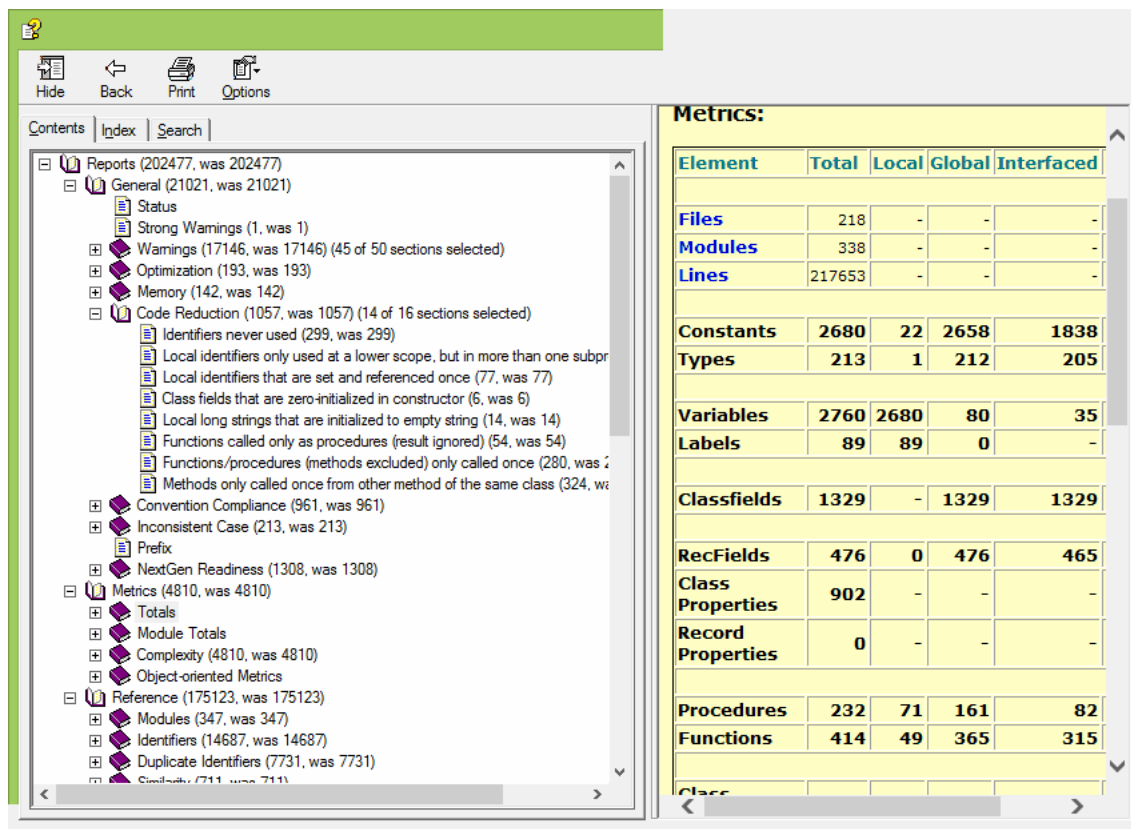 Hide Back Print Options
Contents Index Search
Reports (202477, was 202477)
General (21021, was 21021)
Status
Strong Warnings (1, was 1)
Warnings (17146, was 17146) (45 of 50 sections selected)
Optimization (193, was 193)
Memory (142, was 142)
Code Reduction (1057, was 1057) (14 of 16 sections selected)
Identifiers never used (299, was 299)
Local identifiers only used at a lower scope, but in more than one subpr
Local identifiers that are set and referenced once (77, was 77)
Class fields that are zero-initialized in constructor (6, was 6)
Local long strings that are initialized to empty string (14, was 14)
Functions called only as procedures (result ignored) (54, was 54)
Functions/procedures (methods excluded) only called once (280, was 2
Methods only called once from other method of the same class (324, wa
Convention Compliance (961, was 961)
Inconsistent Case (213, was 213)
Prefix
NextGen Readiness (1308, was 1308)
Metrics (4810, was 4810)
Totals
Module Totals
Complexity (4810, was 4810)
Object-oriented Metrics
Reference (175123, was 175123)
Modules (347, was 347)
Identifiers (14687, was 14687)
Duplicate Identifiers (7731, was 7731)
Similarity (711, was 711)
Metrics:
Element Total Local Global Interfaced
Files 218 - - -
Modules 338 - - -
Lines 217653 - - -
Constants 2680 22 2658 1838
Types 213 1 212 205
Variables 2760 2680 80 35
Labels 89 89 0 -
Classfields 1329 - 1329 1329
RecFields 476 0 476 465
Class
Properties 902 - - -
Record
Properties 0 - - -
Procedures 232 71 161 82
Functions 414 49 365 315
Class